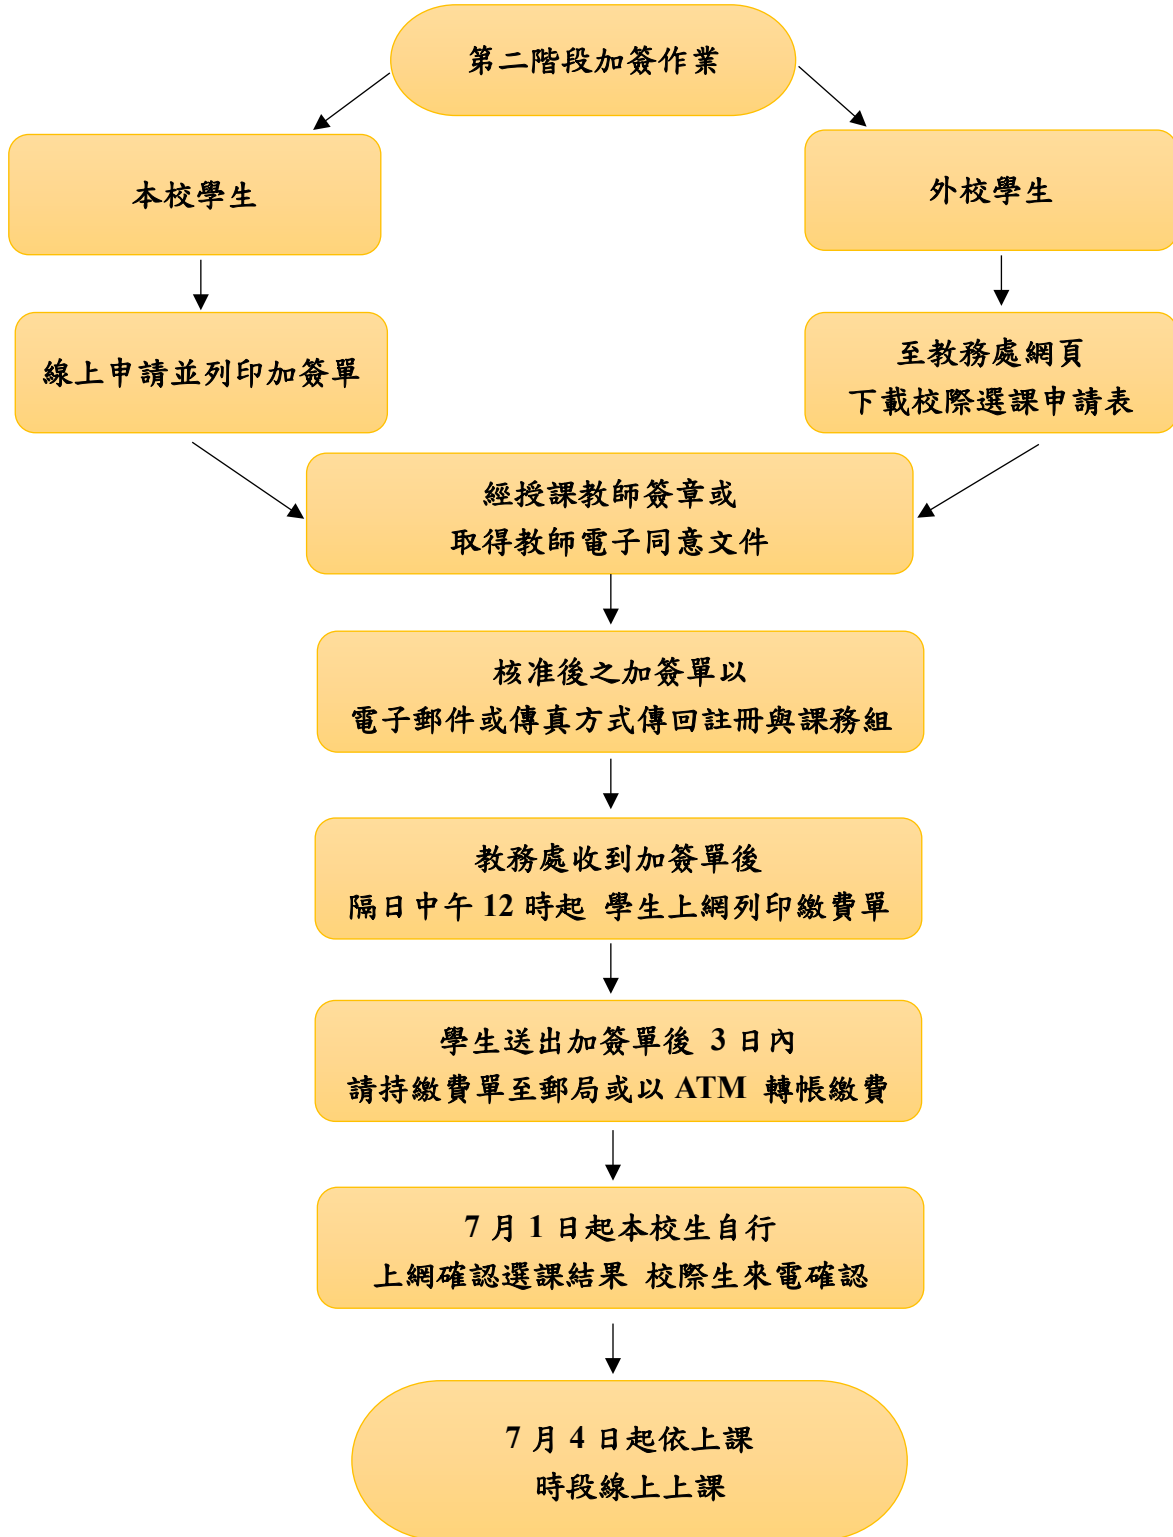 第二階段加簽作業
本校學生
外校學生
線上申請並列印加簽單
至教務處網頁
下載校際選課申請表
經授課教師簽章或
取得教師電子同意文件
核准後之加簽單以
電子郵件或傳真方式傳回註冊與課務組
教務處收到加簽單後
隔日中午 12 時起 學生上網列印繳費單
學生送出加簽單後 3 日內
請持繳費單至郵局或以 ATM 轉帳繳費
7 月 1 日起本校生自行
上網確認選課結果 校際生來電確認
7 月 4 日起依上課
時段線上上課